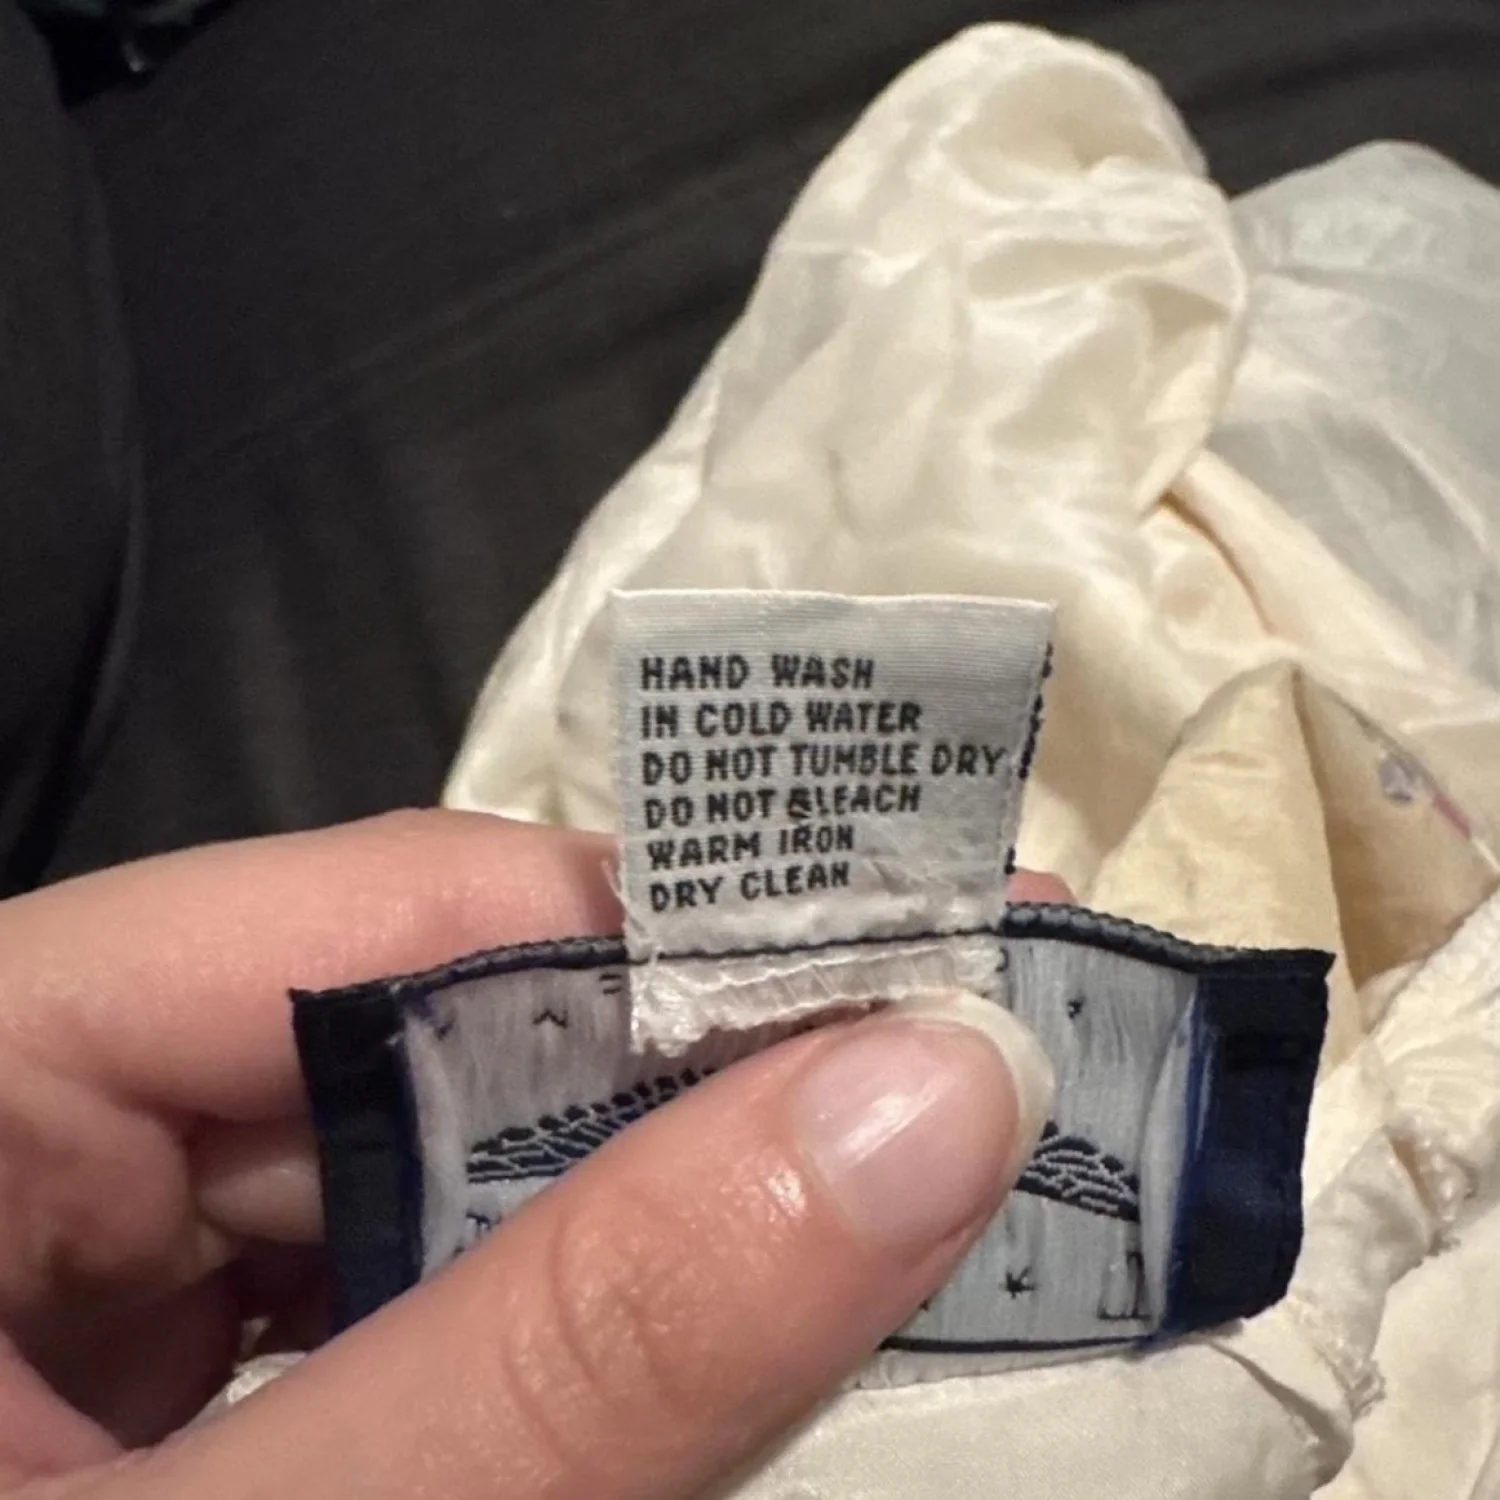 HAND WASH
IN COLD WATER
DO NOT TUMBLE DRY
DO NOT BLEACH
WARM IRON
DRY CLEAN